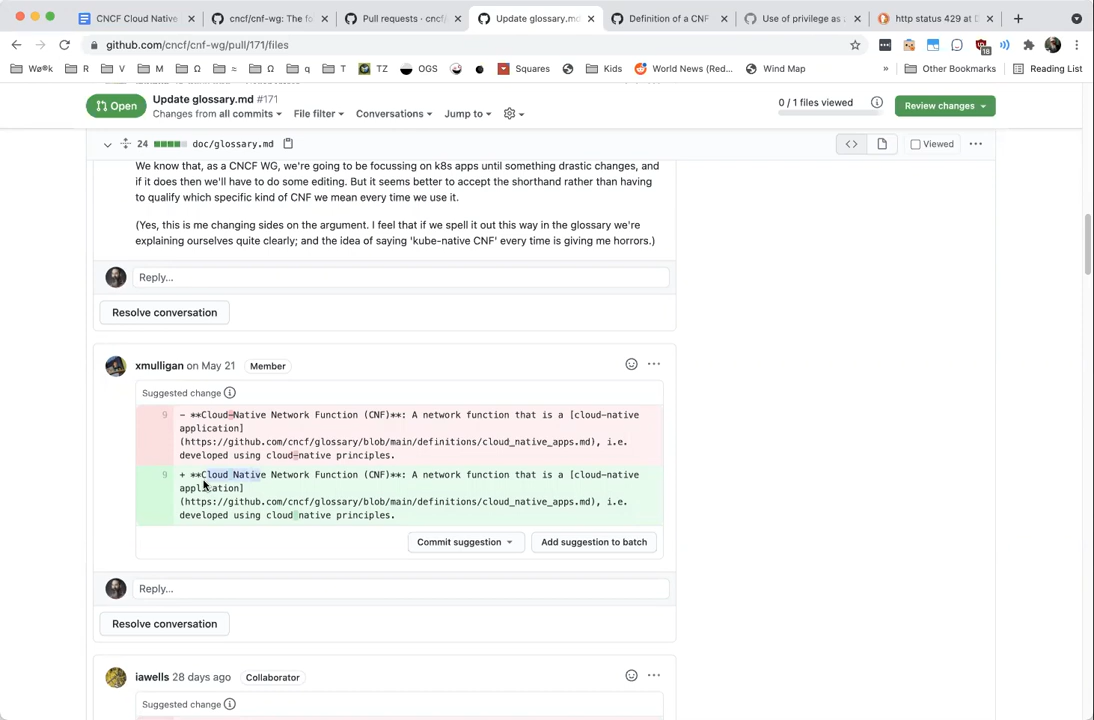 CNCF Cloud Native
cncf/cnf-wg: The fo
Pull requests · cncf/
Update glossary.md
Definition of a CNF
Use of privilege as
http status 429 at D
github.com/cncf/cnf-wg/pull/171/files
18
Wø®k
R
V
M
Ω
≈
Ω
q
T
TZ
OGS
Squares
Kids
World News (Red...
Wind Map
»
Other Bookmarks
Reading List
Open
Update glossary.md #171
Changes from all commits
File filter
Conversations
Jump to
0 / 1 files viewed
Review changes
24
doc/glossary.md
Viewed
We know that, as a CNCF WG, we're going to be focussing on k8s apps until something drastic changes, and
if it does then we'll have to do some editing. But it seems better to accept the shorthand rather than having
to qualify which specific kind of CNF we mean every time we use it.
(Yes, this is me changing sides on the argument. I feel that if we spell it out this way in the glossary we're
explaining ourselves quite clearly; and the idea of saying 'kube-native CNF' every time is giving me horrors.)
Reply...
Resolve conversation
xmulligan on May 21
Member
Suggested change
9 - **Cloud-Native Network Function (CNF)**: A network function that is a [cloud-native
application]
(https://github.com/cncf/glossary/blob/main/definitions/cloud_native_apps.md), i.e.
developed using cloud-native principles.
9 + **Cloud Native Network Function (CNF)**: A network function that is a [cloud-native
application]
(https://github.com/cncf/glossary/blob/main/definitions/cloud_native_apps.md), i.e.
developed using cloud native principles.
Commit suggestion
Add suggestion to batch
Reply...
Resolve conversation
iawells 28 days ago
Collaborator
Suggested change